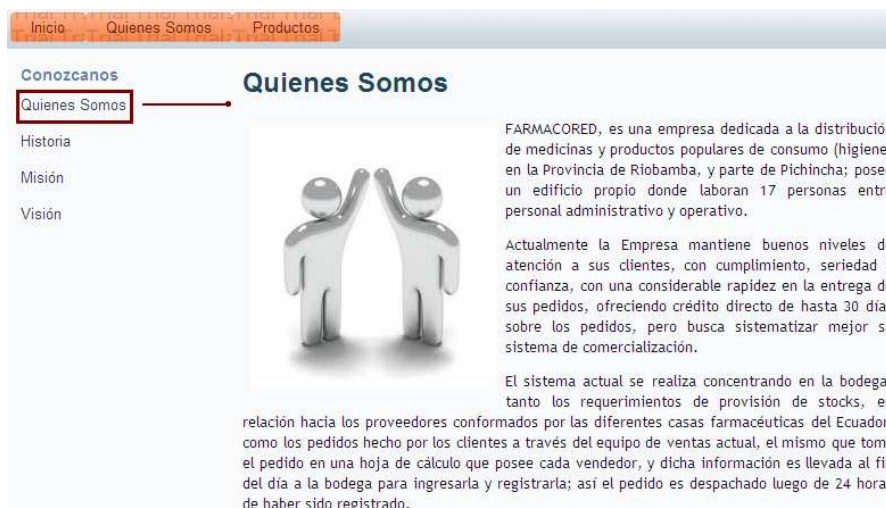 Inicio Quienes Somos Productos
Conozcanos
Quienes Somos
Historia
Misión
Visión
Quienes Somos
FARMACORED, es una empresa dedicada a la distribució
de medicinas y productos populares de consumo (higiene
en la Provincia de Riobamba, y parte de Pichincha; pose
un edificio propio donde laboran 17 personas entr
personal administrativo y operativo.
Actualmente la Empresa mantiene buenos niveles d
atención a sus clientes, con cumplimiento, seriedad
confianza, con una considerable rapidez en la entrega d
sus pedidos, ofreciendo crédito directo de hasta 30 día
sobre los pedidos, pero busca sistematizar mejor s
sistema de comercialización.
El sistema actual se realiza concentrando en la bodega
tanto los requerimientos de provisión de stocks, e
relación hacia los proveedores conformados por las diferentes casas farmacéuticas del Ecuador
como los pedidos hecho por los clientes a través del equipo de ventas actual, el mismo que tom
el pedido en una hoja de cálculo que posee cada vendedor, y dicha información es llevada al fi
del día a la bodega para ingresarla y registrarla; así el pedido es despachado luego de 24 hora
de haber sido registrado.